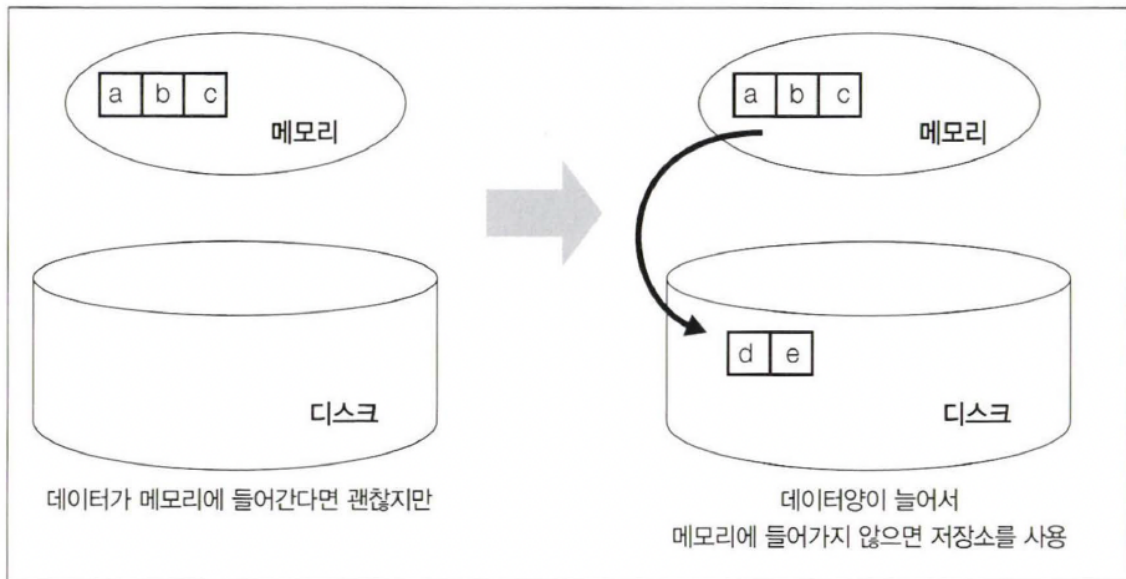 a b c
메모리
디스크
데이터가 메모리에 들어간다면 괜찮지만
a b c
메모리
d e
디스크
데이터양이 늘어서
메모리에 들어가지 않으면 저장소를 사용